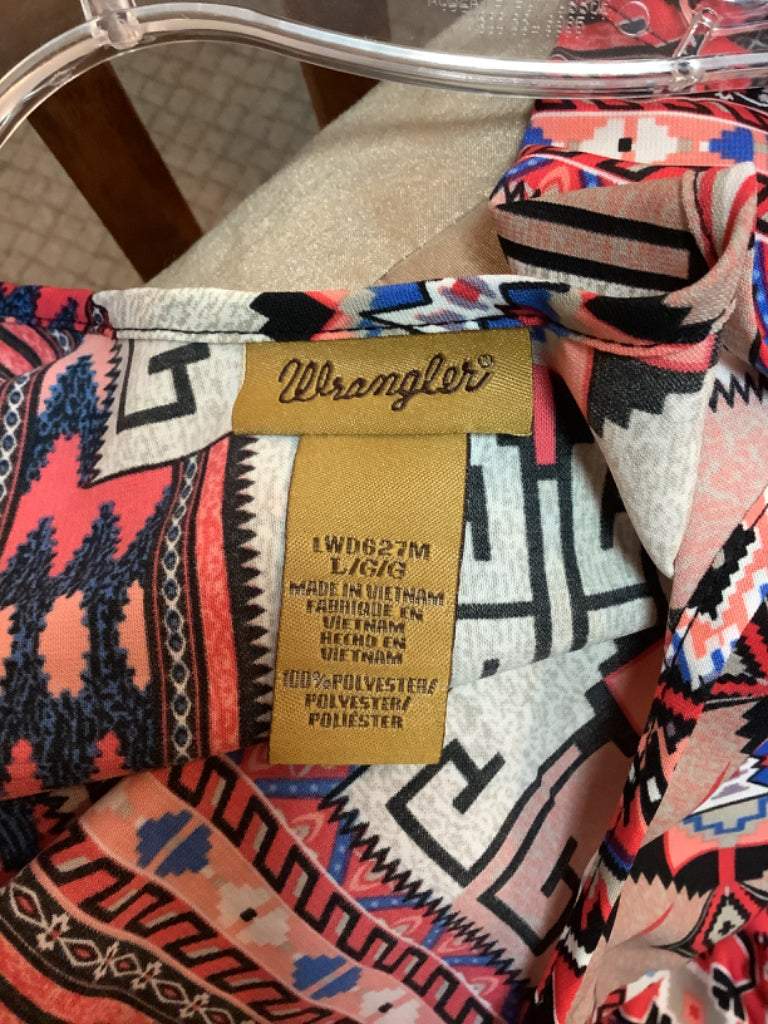 Wrangler®
LWD627M
L/G/G
MADE IN VIETNAM
FABRIQUE EN
VIETNAM
HECHO EN
VIETNAM
100%POLYESTER/
POLYESTER/
POLIÉSTER